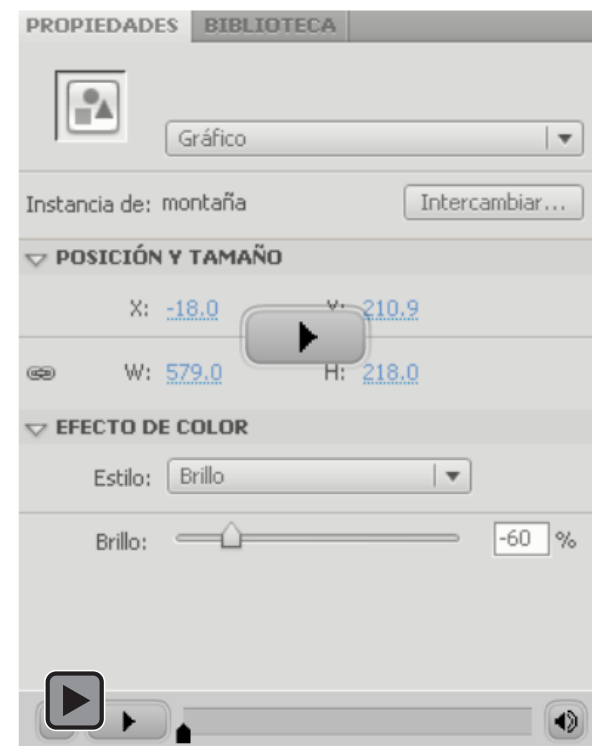 PROPIEDADES BIBLIOTECA
Gráfico
Instancia de: montaña Intercambiar...
POSICIÓN Y TAMAÑO
X: -18.0 Y: 210.9
W: 579.0 H: 218.0
EFECTO DE COLOR
Estilo: Brillo
Brillo: -60 %